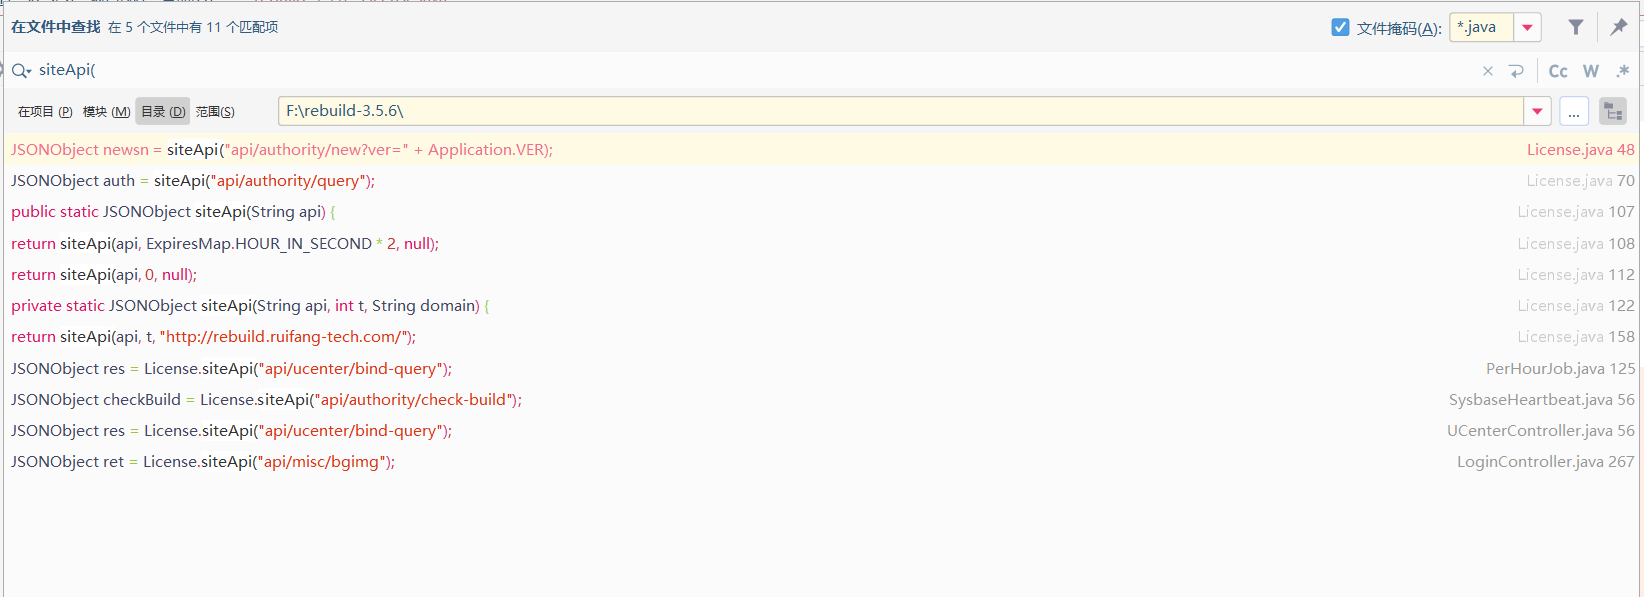 在文件中查找 在 5 个文件中有 11 个匹配项 文件掩码(A): *.java
siteApi( × Cc W .*
在项目 (P) 模块 (M) 目录 (D) 范围(S) F:\rebuild-3.5.6\ ...
JSONObject newsn = siteApi("api/authority/new?ver=" + Application.VER); License.java 48
JSONObject auth = siteApi("api/authority/query"); License.java 70
public static JSONObject siteApi(String api) { License.java 107
return siteApi(api, ExpiresMap.HOUR_IN_SECOND * 2, null); License.java 108
return siteApi(api, 0, null); License.java 112
private static JSONObject siteApi(String api, int t, String domain) { License.java 122
return siteApi(api, t, "http://rebuild.ruifang-tech.com/"); License.java 158
JSONObject res = License.siteApi("api/ucenter/bind-query"); PerHourJob.java 125
JSONObject checkBuild = License.siteApi("api/authority/check-build"); SysbaseHeartbeat.java 56
JSONObject res = License.siteApi("api/ucenter/bind-query"); UCenterController.java 56
JSONObject ret = License.siteApi("api/misc/bgimg"); LoginController.java 267